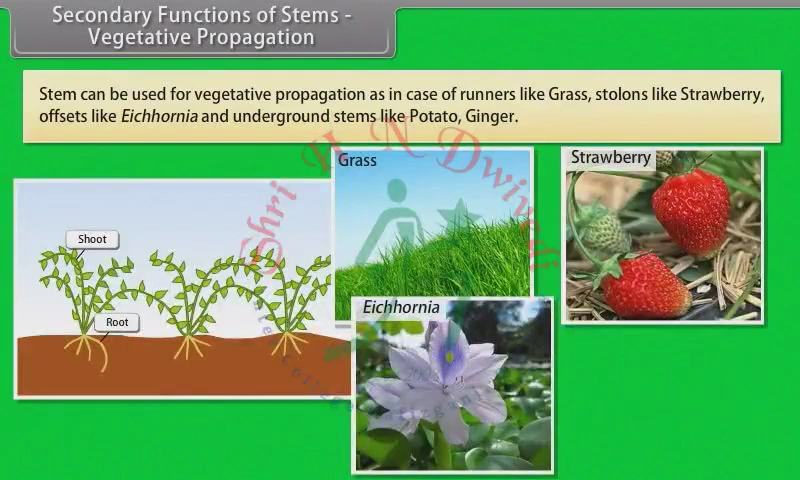 Secondary Functions of Stems -
Vegetative Propagation
Stem can be used for vegetative propagation as in case of runners like Grass, stolons like Strawberry,
offsets like Eichhornia and underground stems like Potato, Ginger.
Grass
Strawberry
Shoot
Root
Eichhornia
Shri H N Dwivedi